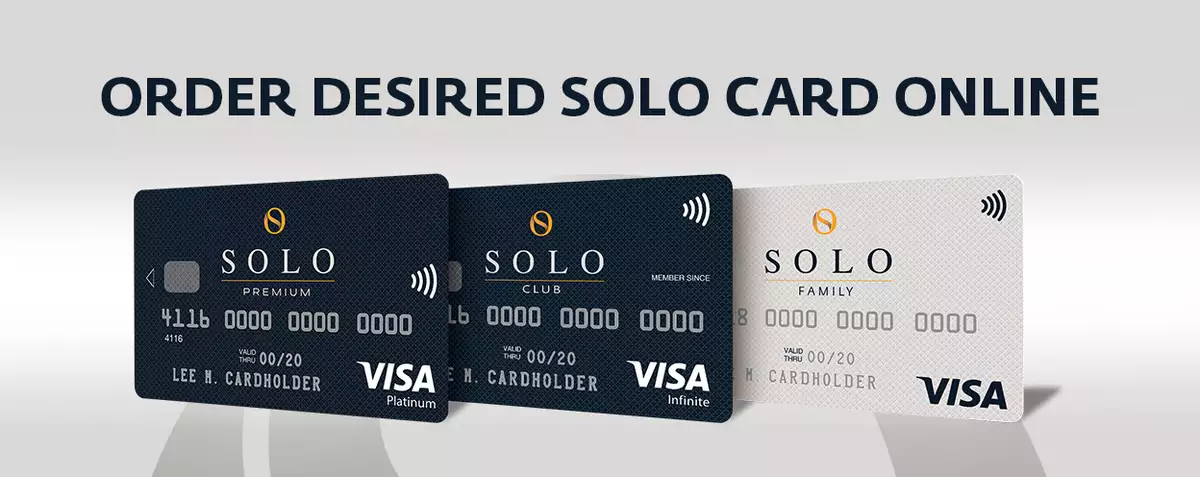 ORDER DESIRED SOLO CARD ONLINE
SOLO
PREMIUM
4116 0000 0000 0000
4116
VALID
THRU 00/20
LEE M. CARDHOLDER
VISA
Platinum
SOLO
CLUB
MEMBER SINCE
16 0000 0000 0000
VALID
THRU 00/20
E M. CARDHOLDER
VISA
Infinite
SOLO
FAMILY
8 0000 0000 0000
VALID
THRU 00/20
M. CARDHOLDER
VISA